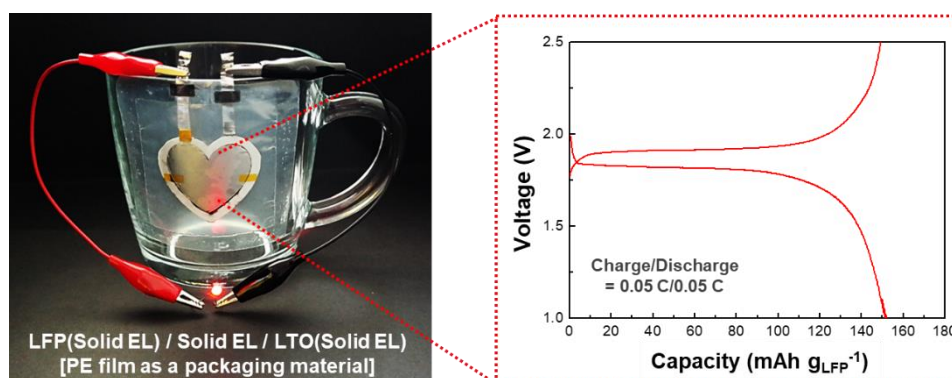 LFP(Solid EL) / Solid EL / LTO(Solid EL)
[PE film as a packaging material]
2.5
2.0
1.5
1.0
Voltage (V)
Charge/Discharge
= 0.05 C/0.05 C
0 20 40 60 80 100 120 140 160 180
Capacity (mAh g_LFP^-1)